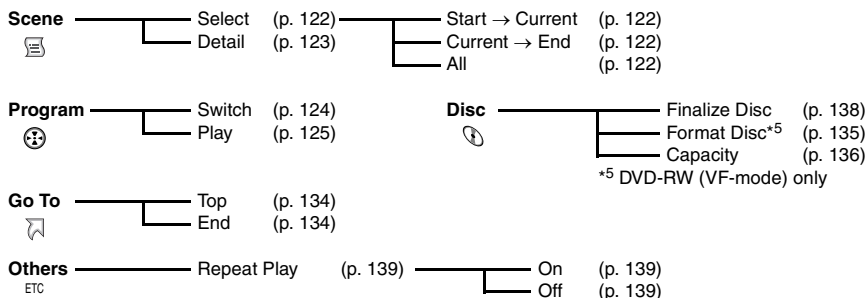 Scene Select (p. 122) Start → Current (p. 122)
Detail (p. 123) Current → End (p. 122)
All (p. 122)
Program Switch (p. 124) Disc Finalize Disc (p. 138)
Play (p. 125) Format Disc*5 (p. 135)
Capacity (p. 136)
*5 DVD-RW (VF-mode) only
Go To Top (p. 134)
End (p. 134)
Others Repeat Play (p. 139) On (p. 139)
ETC Off (p. 139)